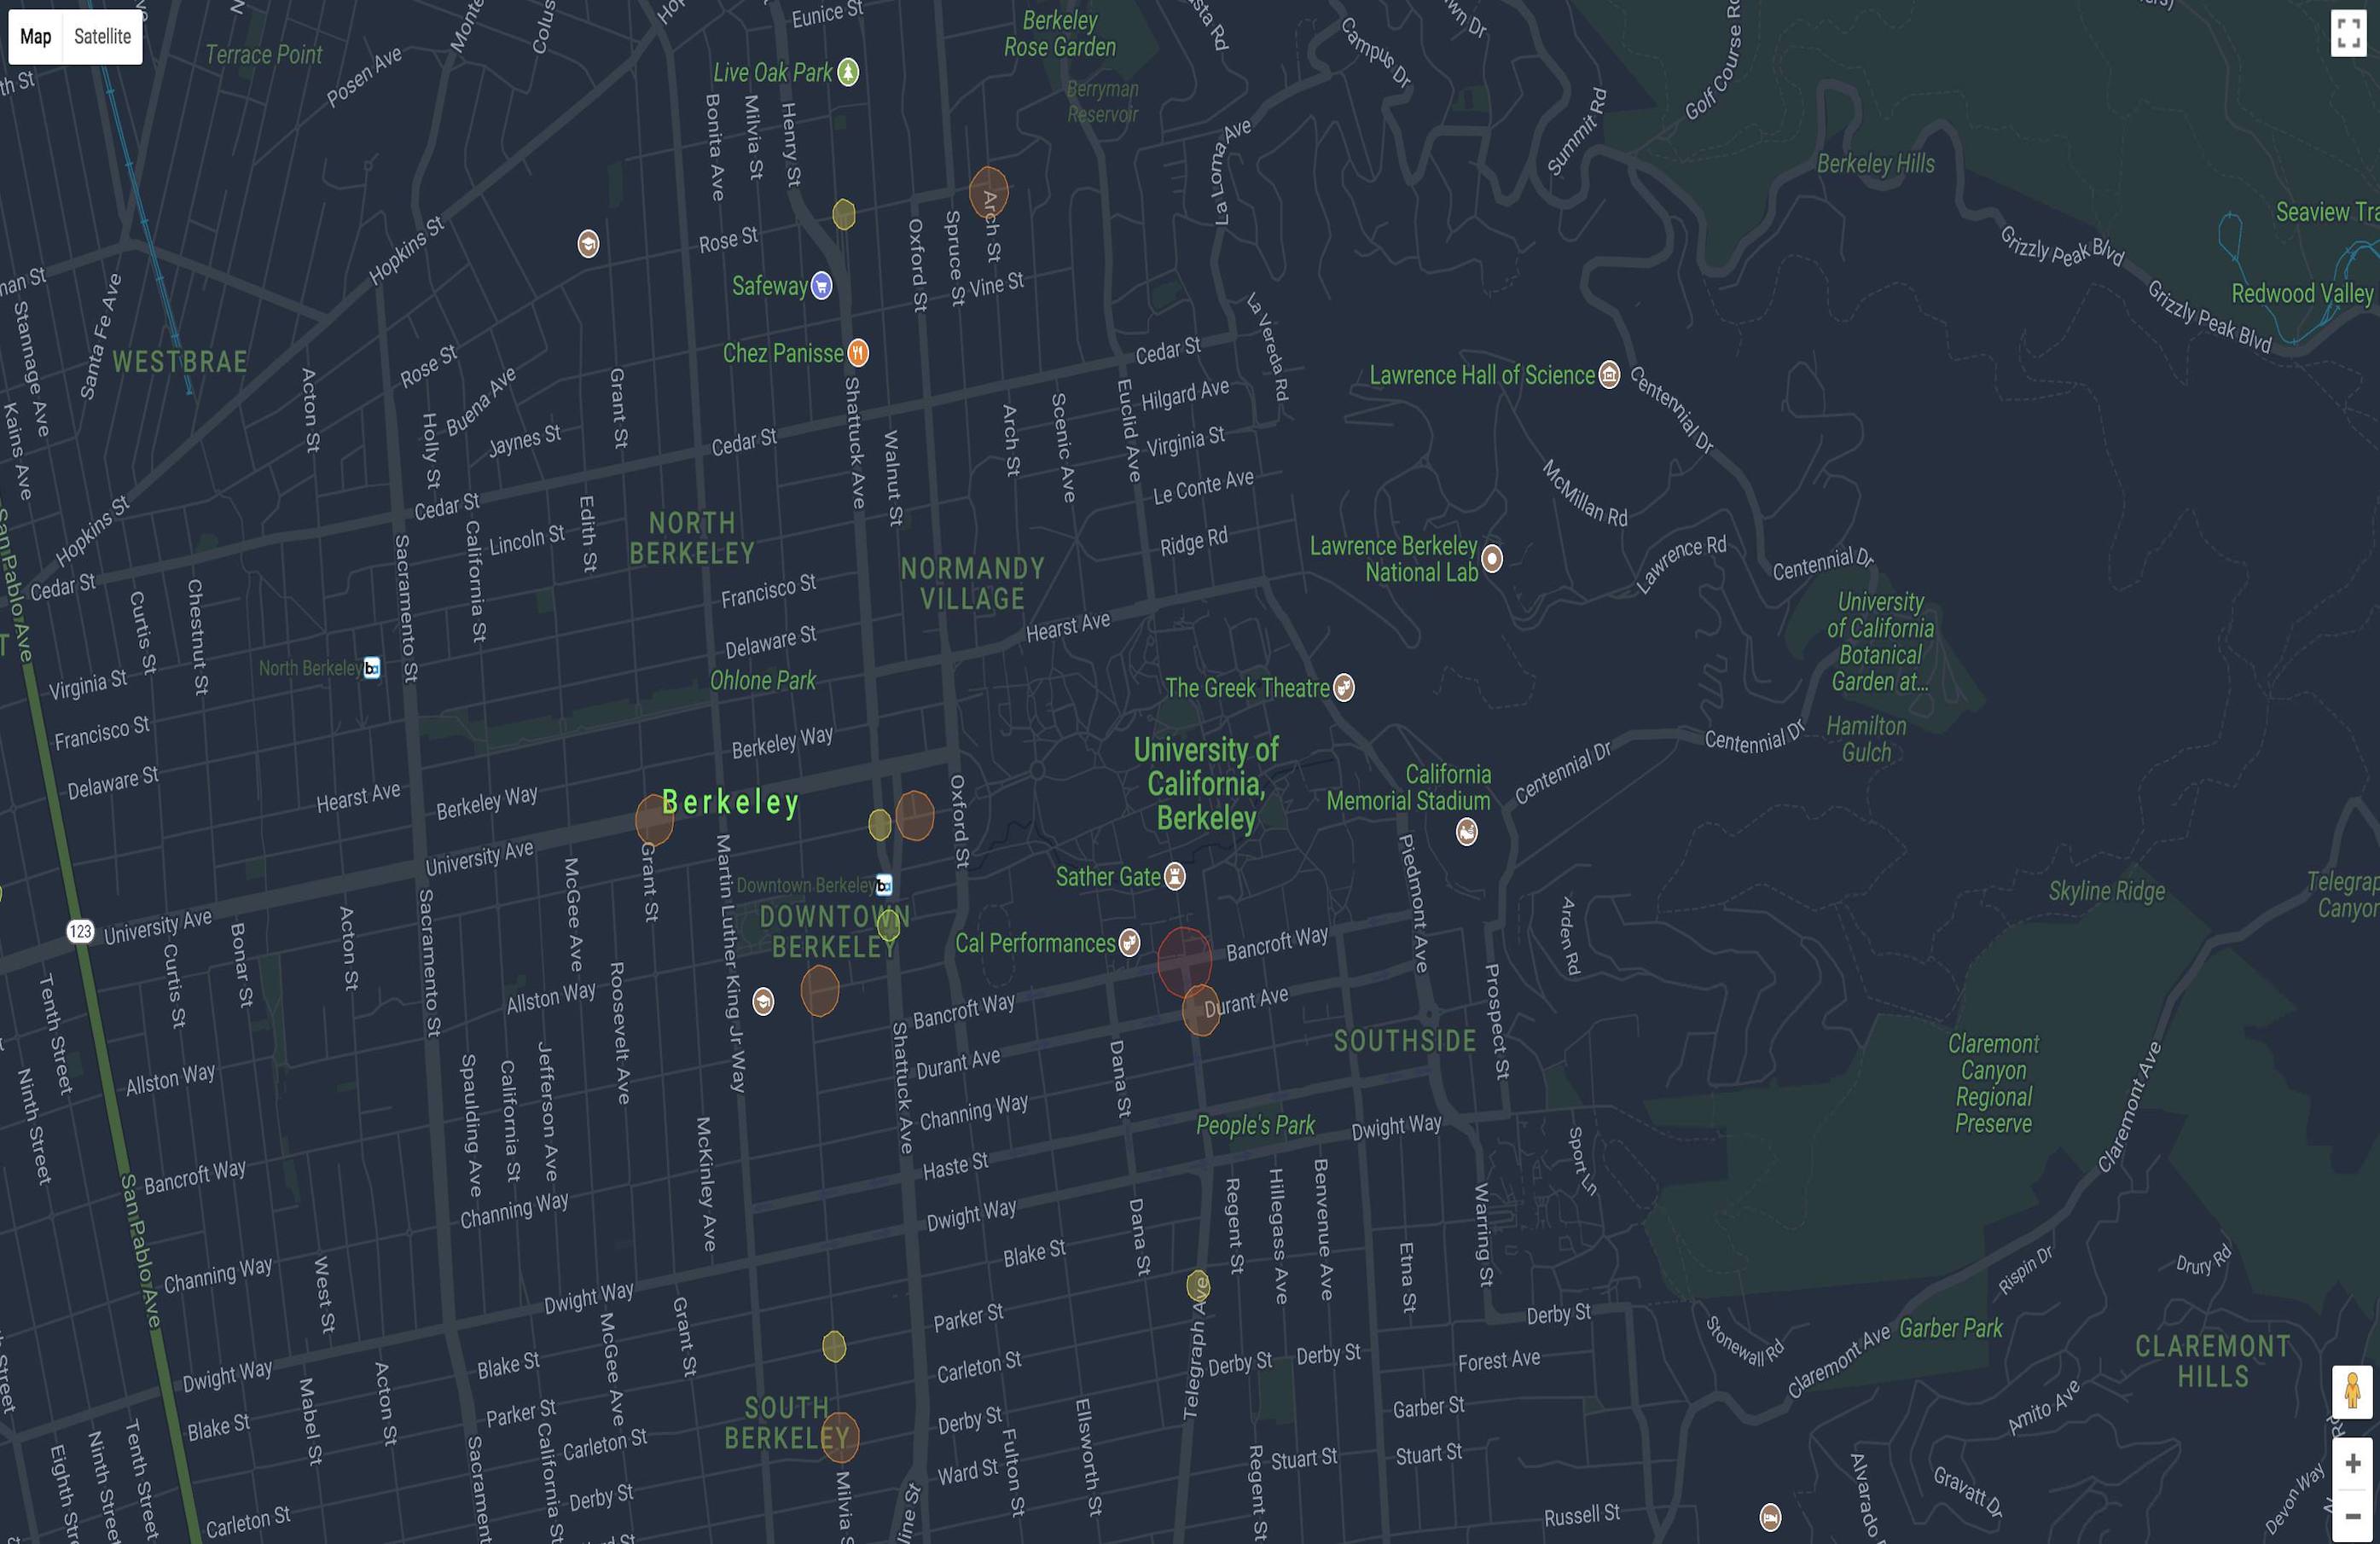 Map
Satellite
Terrace Point
Posen Ave
Eunice St
Live Oak Park
Berkeley
Rose Garden
Berryman
Reservoir
Campus Dr
Summit Rd
Golf Course Rd
Berkeley Hills
Seaview Tra
Redwood Valley
Grizzly Peak Blvd
Grizzly Peak Blvd
Bonita Ave
Milvia St
Henry St
La Loma Ave
Rose St
Oxford St
Spruce St
Arch St
Vine St
Safeway
Chez Panisse
Hopkins St
Santa Fe Ave
Stannage Ave
Kains Ave
WESTBRAE
Acton St
Rose St
Buena Ave
Holly St
Jaynes St
Grant St
Cedar St
Shattuck Ave
Walnut St
Cedar St
Hilgard Ave
Virginia St
Le Conte Ave
Ridge Rd
La Vereda Rd
Euclid Ave
Scenic Ave
Arch St
Lawrence Hall of Science
Centennial Dr
McMillan Rd
Lawrence Rd
Centennial Dr
Lawrence Berkeley
National Lab
Hopkins St
Cedar St
Cedar St
Lincoln St
Edith St
California St
Sacramento St
NORTH
BERKELEY
NORMANDY
VILLAGE
Francisco St
Delaware St
Hearst Ave
Ohlone Park
Curtis St
Chestnut St
San Pablo Ave
Virginia St
Francisco St
Delaware St
North Berkeley
The Greek Theatre
University
of California
Botanical
Garden at...
Hamilton
Gulch
Centennial Dr
Centennial Dr
Berkeley Way
University of
California,
Berkeley
California
Memorial Stadium
Hearst Ave
Berkeley Way
Berkeley
University Ave
Oxford St
Piedmont Ave
Sather Gate
Downtown Berkeley
DOWNTOWN
BERKELEY
Cal Performances
Bancroft Way
Arden Rd
Skyline Ridge
Telegrap
Canyo
123
University Ave
Curtis St
Bonar St
Acton St
Sacramento St
McGee Ave
Grant St
Martin Luther King Jr Way
Allston Way
Roosevelt Ave
Bancroft Way
Durant Ave
Durant Ave
SOUTHSIDE
Prospect St
Claremont
Canyon
Regional
Preserve
Claremont Ave
Tenth Street
Ninth Street
Allston Way
Spaulding Ave
California St
Jefferson Ave
Shattuck Ave
Dana St
Channing Way
Haste St
Dwight Way
People's Park
Dwight Way
Sport Ln
Bancroft Way
San Pablo Ave
Channing Way
McKinley Ave
Channing Way
West St
Dwight Way
Blake St
Dana St
Regent St
Hillegass Ave
Benvenue Ave
Etna St
Warring St
Derby St
Rispin Dr
Drury Rd
Grant St
McGee Ave
Parker St
Telegraph Ave
Derby St
Derby St
Forest Ave
Stonewall Rd
Claremont Ave
Garber Park
CLAREMONT
HILLS
Dwight Way
Mabel St
Acton St
Blake St
Parker St
Carleton St
Carleton St
SOUTH
BERKELEY
Derby St
Ward St
Fulton St
Ellsworth St
Garber St
Stuart St
Stuart St
Amito Ave
Blake St
Eighth Stre
Ninth Street
Tenth Street
Carleton St
Sacrament
California St
Derby St
Milvia S
Regent St
Russell St
Alvarado
Gravatt Dr
Devon Way